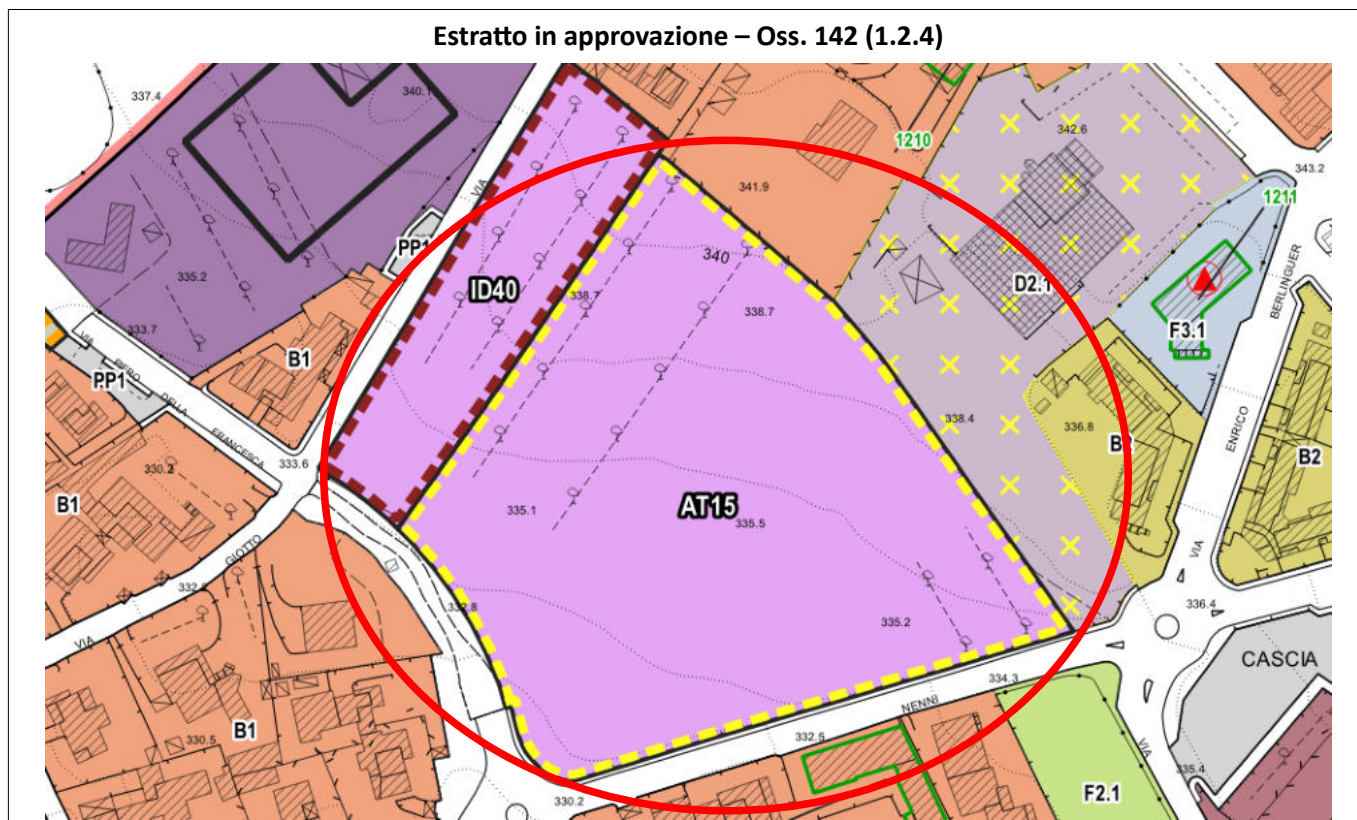 Estratto in approvazione – Oss. 142 (1.2.4)
337.4
340.1
342.6
1210
343.2
VIA
341.9
1211
PP1
340
335.2
ID40
338.7
338.7
D2.1
BERLINGUER
333.7
F3.1
VIA
PIERO
DELLA
FRANCESCA
B1
PP1
338.4
336.8
B2
ENRICO
B2
333.6
330.2
B1
335.1
AT15
335.5
VIA
GIOTTO
332.8
336.4
335.2
VIA
CASCIA
334.3
NENNI
B1
330.5
332.5
VIA
335.4
330.2
F2.1